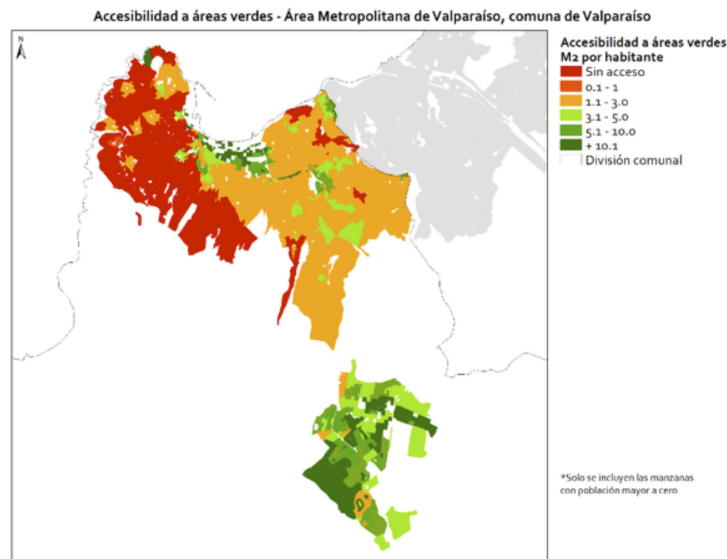 Accesibilidad a áreas verdes - Área Metropolitana de Valparaíso, comuna de Valparaíso
N
Accesibilidad a áreas verdes
M2 por habitante
Sin acceso
0.1 - 1
1.1 - 3.0
3.1 - 5.0
5.1 - 10.0
+ 10.1
División comunal
*Solo se incluyen las manzanas
con población mayor a cero